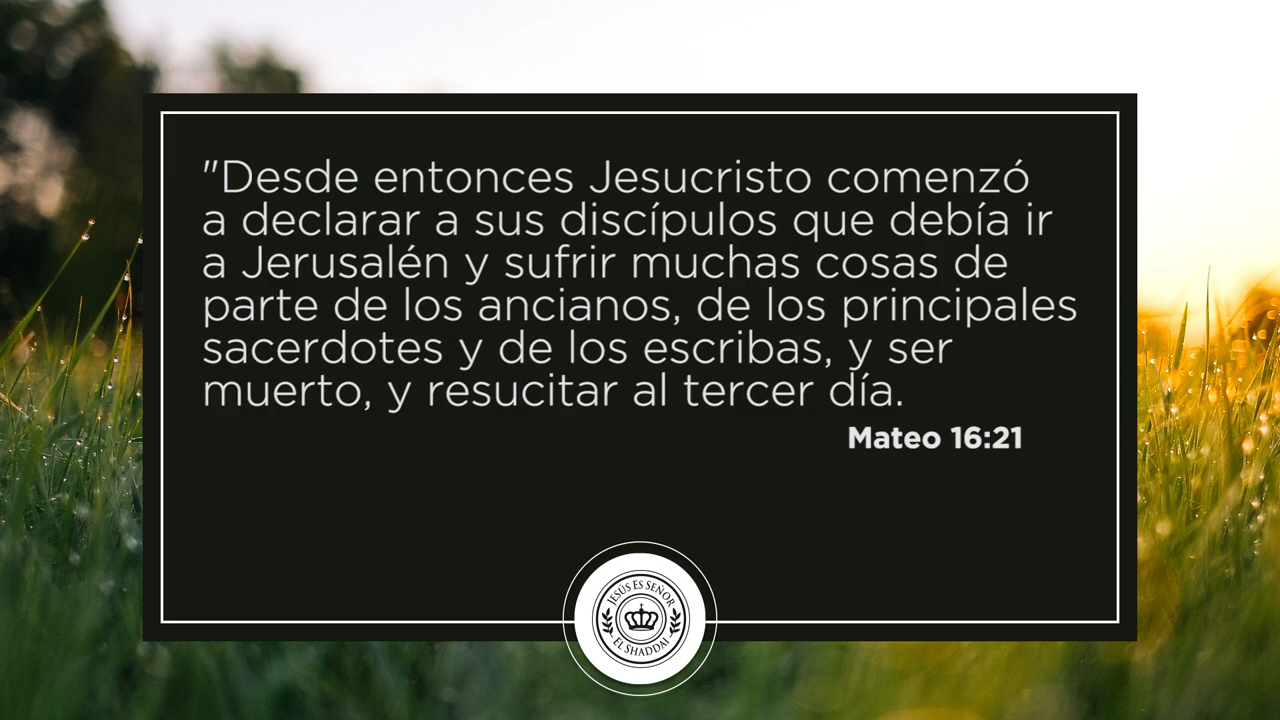 "Desde entonces Jesucristo comenzó
a declarar a sus discípulos que debía ir
a Jerusalén y sufrir muchas cosas de
parte de los ancianos, de los principales
sacerdotes y de los escribas, y ser
muerto, y resucitar al tercer día.
Mateo 16:21
JESÚS ES SEÑOR
EL SHADDAI